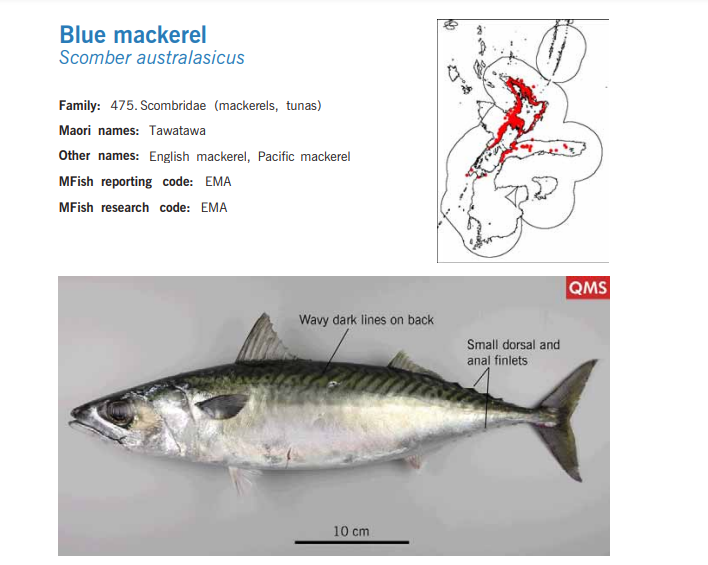 Blue mackerel
Scomber australasicus
Family: 475. Scombridae (mackerels, tunas)
Maori names: Tawatawa
Other names: English mackerel, Pacific mackerel
MFish reporting code: EMA
MFish research code: EMA
QMS
Wavy dark lines on back
Small dorsal and
anal finlets
10 cm